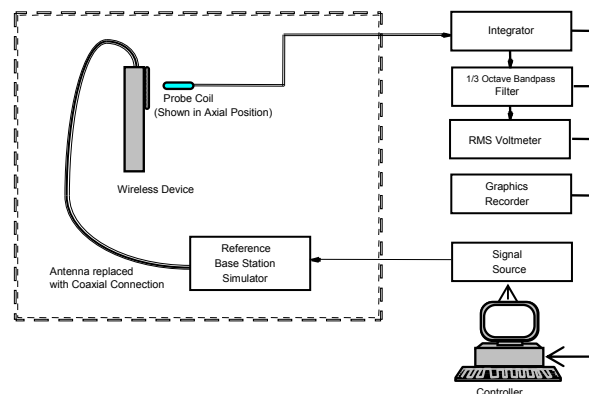 Integrator
1/3 Octave Bandpass
Filter
RMS Voltmeter
Graphics
Recorder
Signal
Source
Controller
Probe Coil
(Shown in Axial Position)
Wireless Device
Reference
Base Station
Simulator
Antenna replaced
with Coaxial Connection